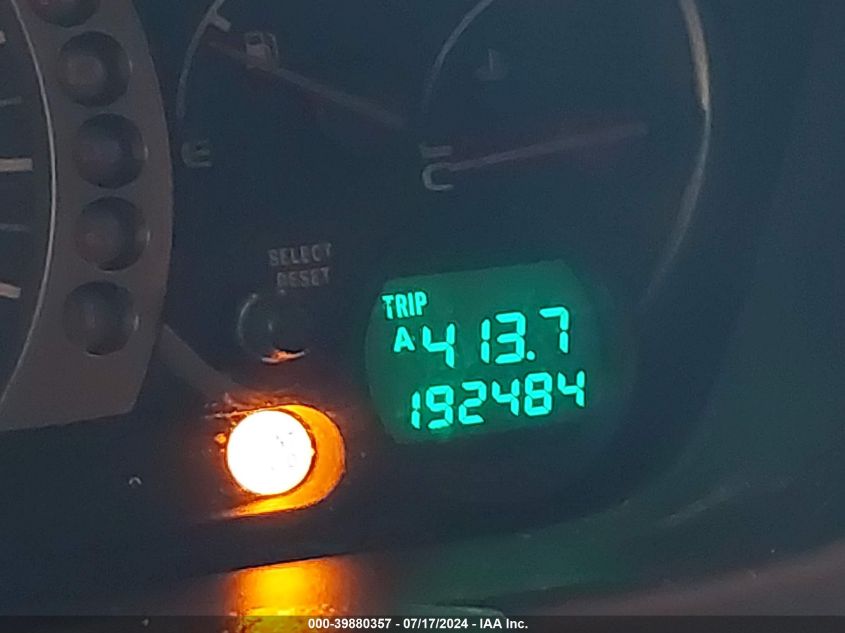 F
E
C
SELECT
RESET
TRIP
A 413.7
192484
000-39880357 - 07/17/2024 - IAA Inc.